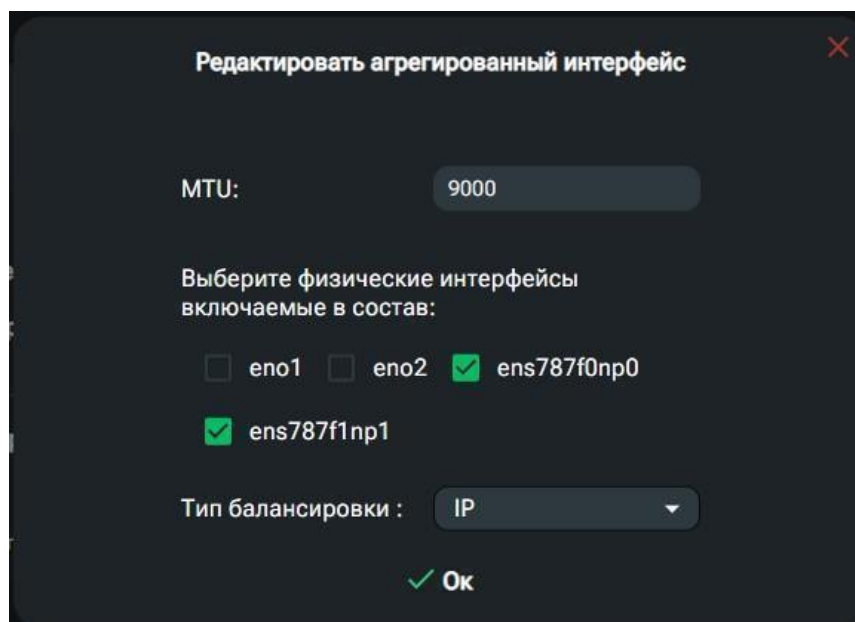 Редактировать агрегированный интерфейс
MTU: 9000
Выберите физические интерфейсы
включаемые в состав:
eno1 eno2 ens787f0np0
ens787f1np1
Тип балансировки : IP
Ок